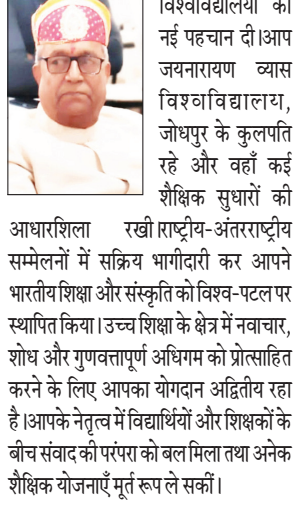 विश्वविद्यालयों को
नई पहचान दी।आप
जयनारायण व्यास
विश्वविद्यालय,
जोधपुर के कुलपति
रहे और वहाँ कई
शैक्षिक सुधारों की
आधारशिला रखी।राष्ट्रीय-अंतरराष्ट्रीय
सम्मेलनों में सक्रिय भागीदारी कर आपने
भारतीय शिक्षा और संस्कृति को विश्व-पटल पर
स्थापित किया। उच्च शिक्षा के क्षेत्र में नवाचार,
शोध और गुणवत्तापूर्ण अधिगम को प्रोत्साहित
करने के लिए आपका योगदान अद्वितीय रहा
है।आपके नेतृत्व में विद्यार्थियों और शिक्षकों के
बीच संवाद की परंपरा को बल मिला तथा अनेक
शैक्षिक योजनाएँ मूर्त रूप ले सकीं।